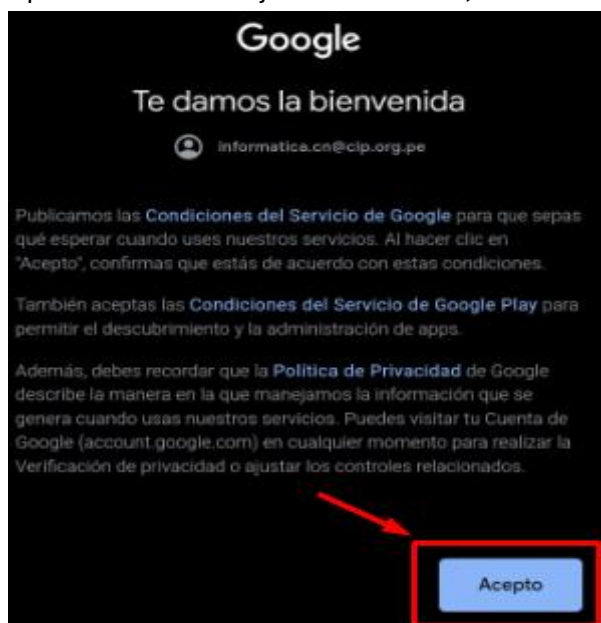 Google
Te damos la bienvenida
informatica.cn@cip.org.pe
Publicamos las Condiciones del Servicio de Google para que sepas
qué esperar cuando uses nuestros servicios. Al hacer clic en
"Acepto", confirmas que estás de acuerdo con estas condiciones.
También aceptas las Condiciones del Servicio de Google Play para
permitir el descubrimiento y la administración de apps.
Además, debes recordar que la Política de Privacidad de Google
describe la manera en la que manejamos la información que se
genera cuando usas nuestros servicios. Puedes visitar tu Cuenta de
Google (account.google.com) en cualquier momento para realizar la
Verificación de privacidad o ajustar los controles relacionados.
Acepto